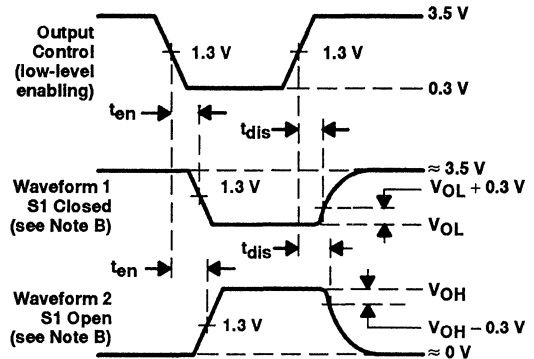 3.5 V
Output
Control
(low-level
enabling)
1.3 V
1.3 V
0.3 V
ten
tdis
≈ 3.5 V
Waveform 1
S1 Closed
(see Note B)
1.3 V
VOL + 0.3 V
VOL
tdis
ten
Waveform 2
S1 Open
(see Note B)
1.3 V
VOH
VOH – 0.3 V
≈ 0 V